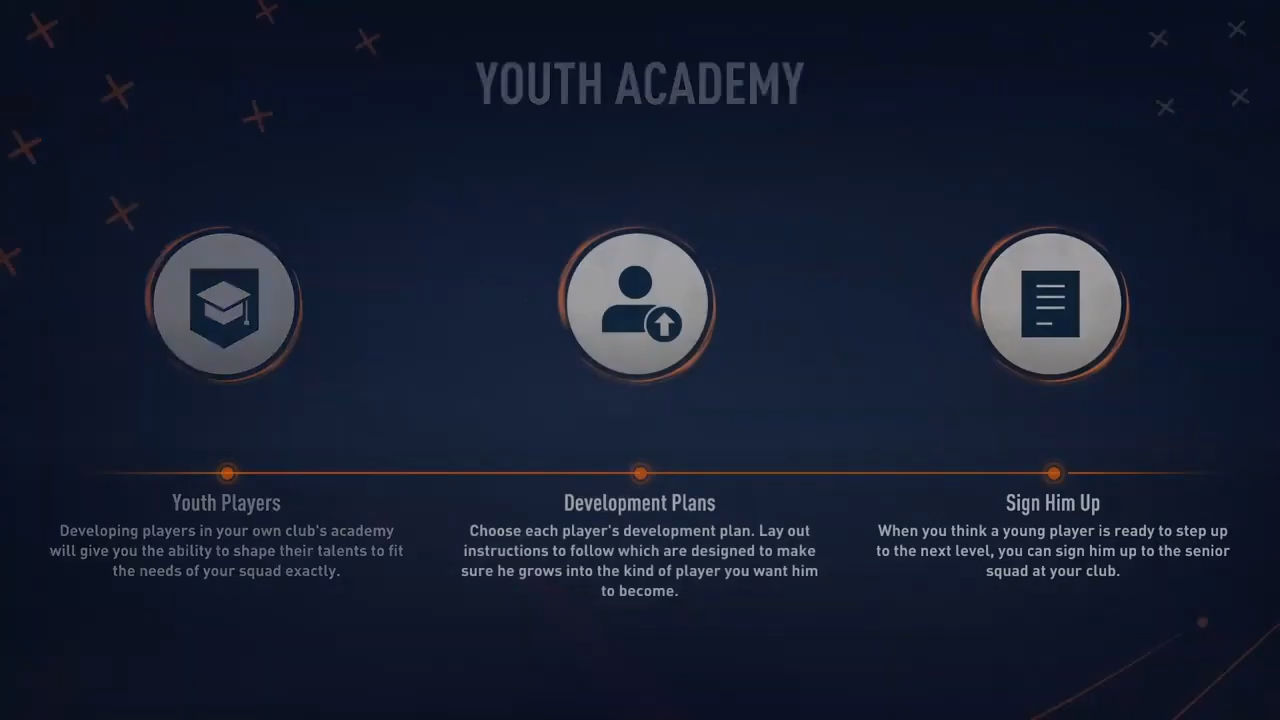 YOUTH ACADEMY
Youth Players
Developing players in your own club's academy
will give you the ability to shape their talents to fit
the needs of your squad exactly.
Development Plans
Choose each player's development plan. Lay out
instructions to follow which are designed to make
sure he grows into the kind of player you want him
to become.
Sign Him Up
When you think a young player is ready to step up
to the next level, you can sign him up to the senior
squad at your club.